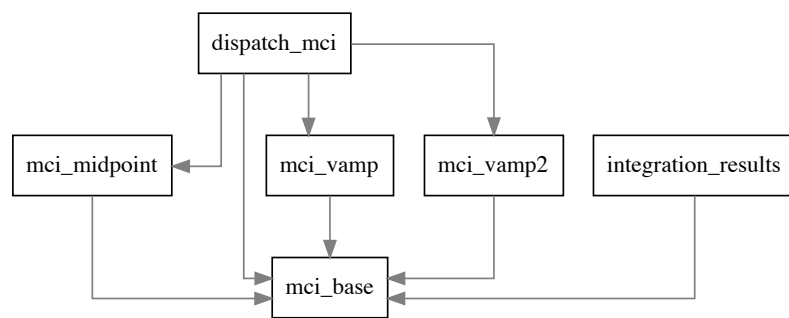 dispatch_mci
mci_midpoint
mci_vamp
mci_vamp2
integration_results
mci_base